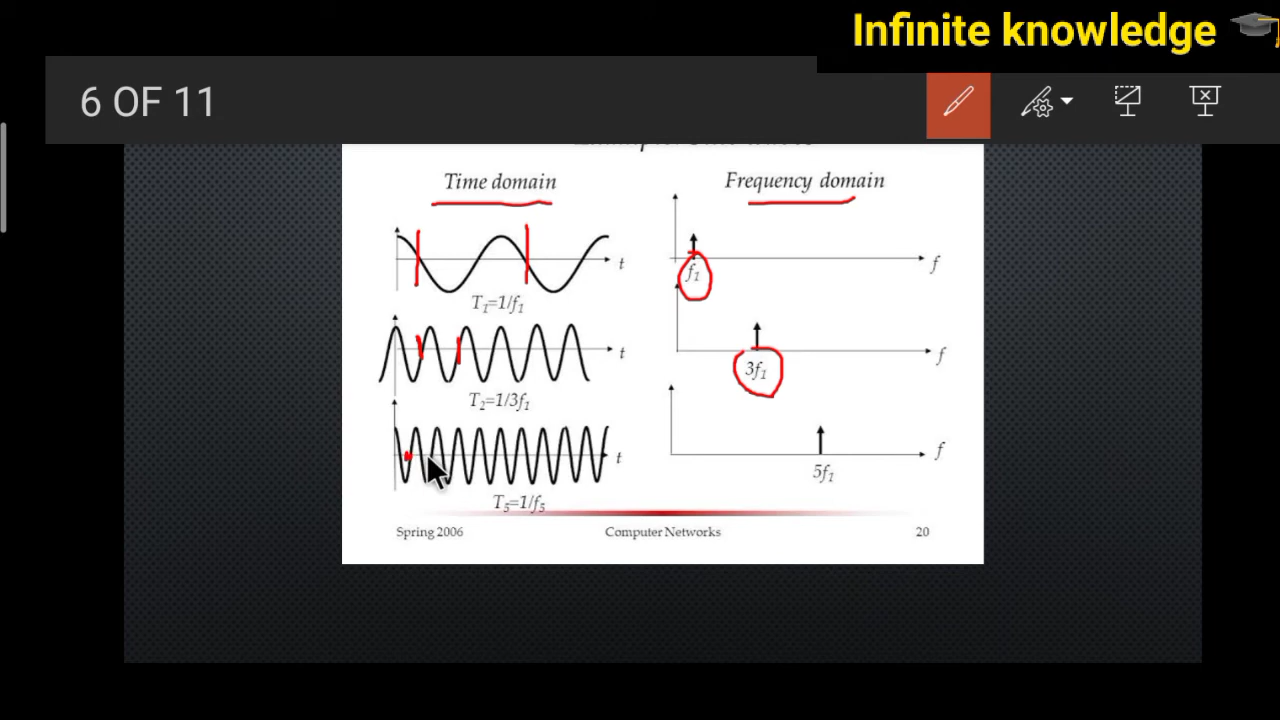 Infinite knowledge
6 OF 11
Time domain
Frequency domain
t
f
f₁
T₁=1/f₁
t
f
3f₁
T₂=1/3f₁
t
f
5f₁
T₅=1/f₅
Spring 2006
Computer Networks
20